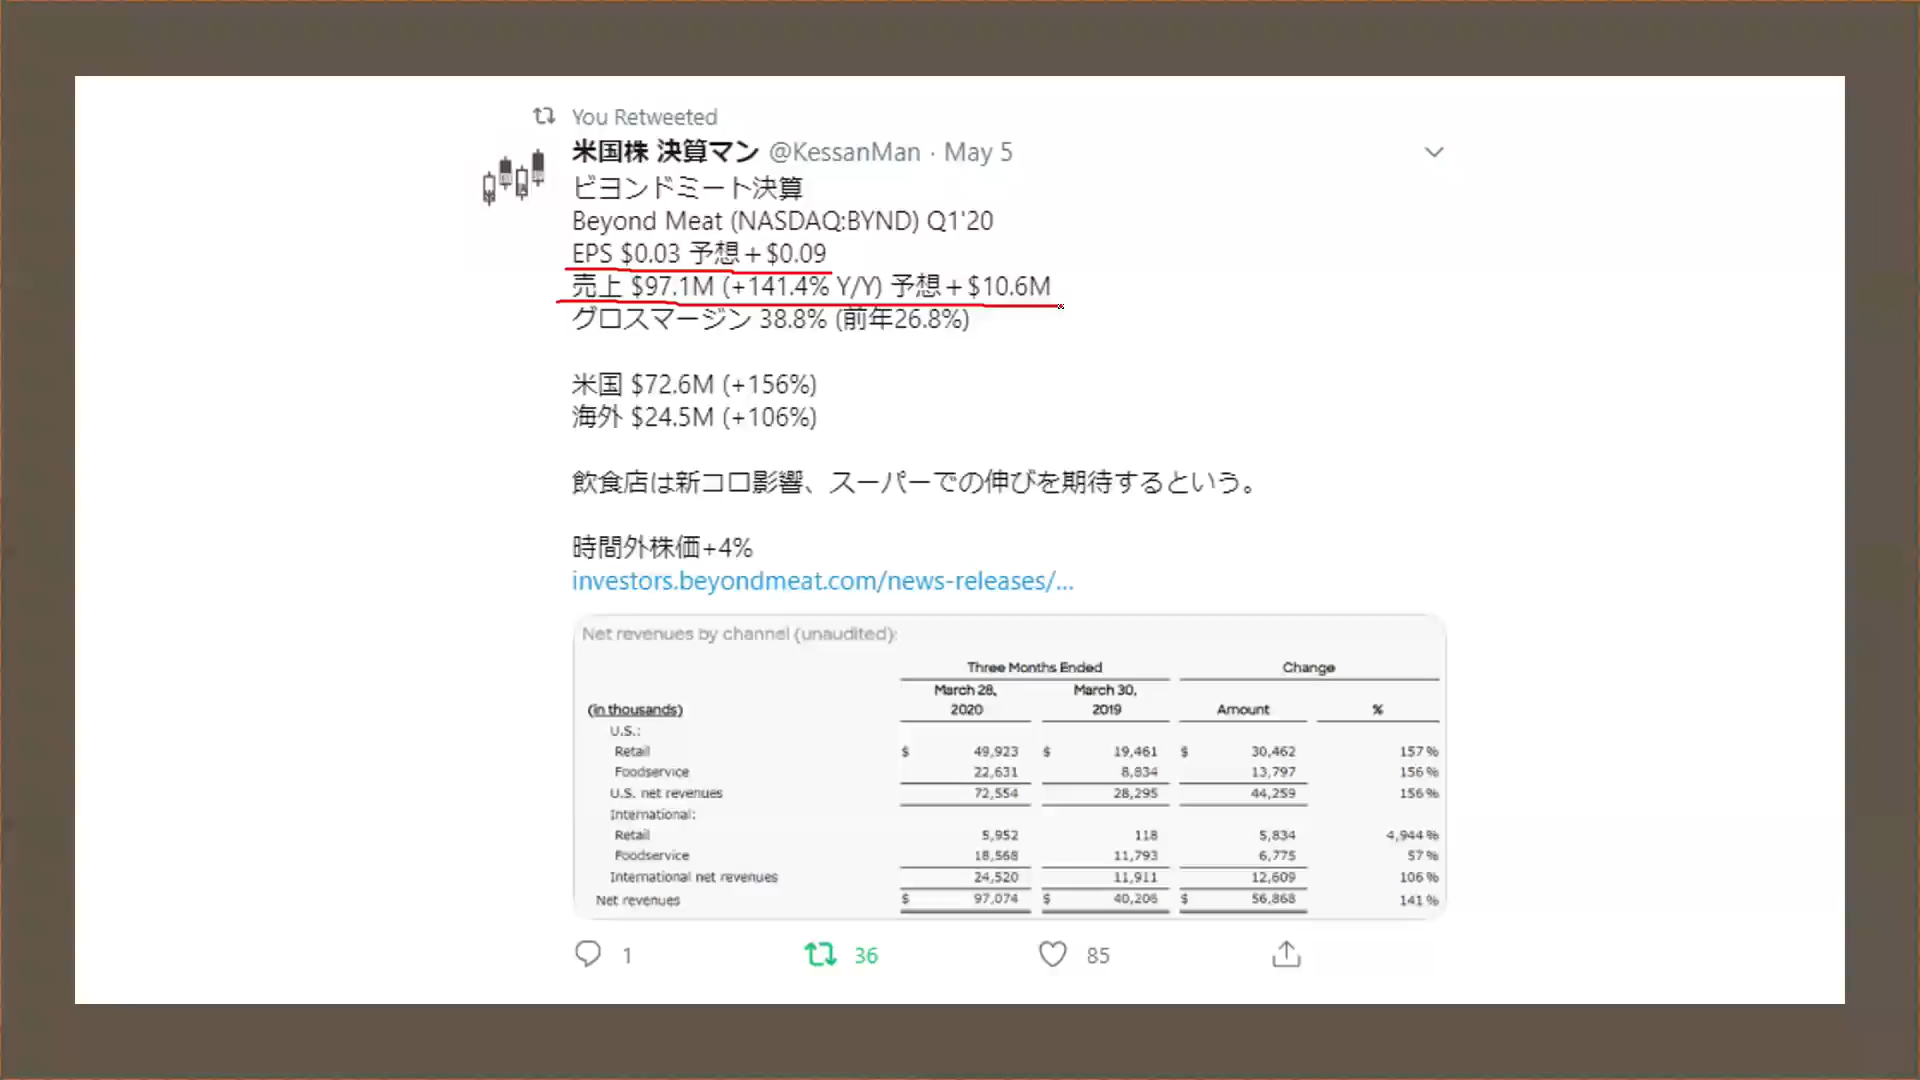 You Retweeted
米国株 決算マン @KessanMan · May 5
ビヨンドミート決算
Beyond Meat (NASDAQ:BYND) Q1'20
EPS $0.03 予想＋$0.09
売上 $97.1M (+141.4% Y/Y) 予想＋$10.6M
グロスマージン 38.8% (前年26.8%)
米国 $72.6M (+156%)
海外 $24.5M (+106%)
飲食店は新コロ影響、スーパーでの伸びを期待するという。
時間外株価+4%
investors.beyondmeat.com/news-releases/...
Net revenues by channel (unaudited):
Three Months Ended Change
March 28, March 30,
(in thousands) 2020 2019 Amount %
U.S.:
Retail $ 49,923 $ 19,461 $ 30,462 157 %
Foodservice 22,631 8,834 13,797 156 %
U.S. net revenues 72,554 28,295 44,259 156 %
International:
Retail 5,952 118 5,834 4,944 %
Foodservice 18,568 11,793 6,775 57 %
International net revenues 24,520 11,911 12,609 106 %
Net revenues $ 97,074 $ 40,206 $ 56,868 141 %
1 36 85